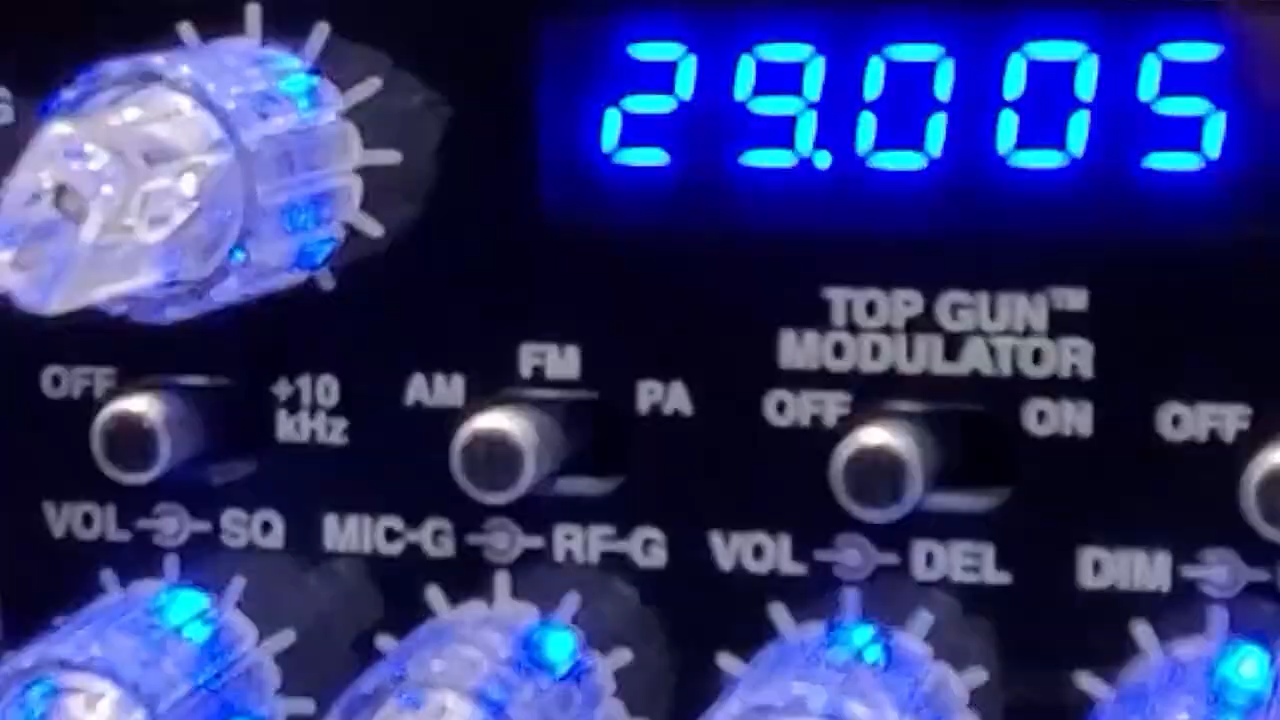 29.005
TOP GUN™
MODULATOR
OFF +10 kHz
AM FM PA
OFF ON
OFF
VOL SQ
MIC-G RF-G
VOL DEL
DIM